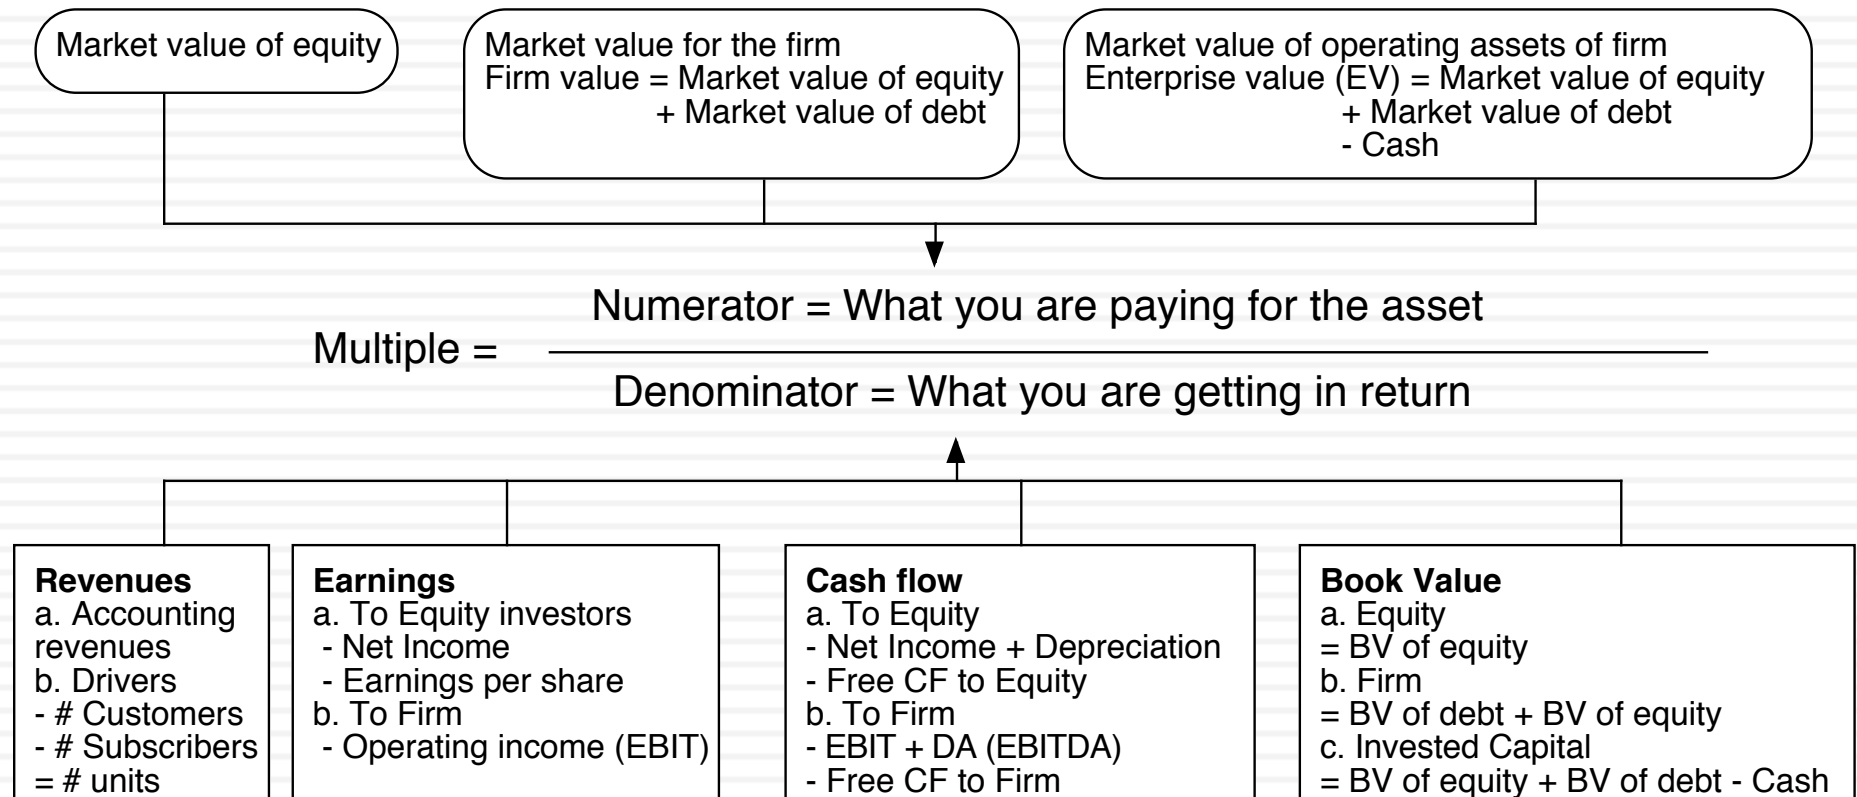 Market value of equity
Market value for the firm
Firm value = Market value of equity
+ Market value of debt
Market value of operating assets of firm
Enterprise value (EV) = Market value of equity
+ Market value of debt
- Cash
Numerator = What you are paying for the asset
Multiple =
Denominator = What you are getting in return
Revenues
a. Accounting
revenues
b. Drivers
- # Customers
- # Subscribers
= # units
Earnings
a. To Equity investors
- Net Income
- Earnings per share
b. To Firm
- Operating income (EBIT)
Cash flow
a. To Equity
- Net Income + Depreciation
- Free CF to Equity
b. To Firm
- EBIT + DA (EBITDA)
- Free CF to Firm
Book Value
a. Equity
= BV of equity
b. Firm
= BV of debt + BV of equity
c. Invested Capital
= BV of equity + BV of debt - Cash